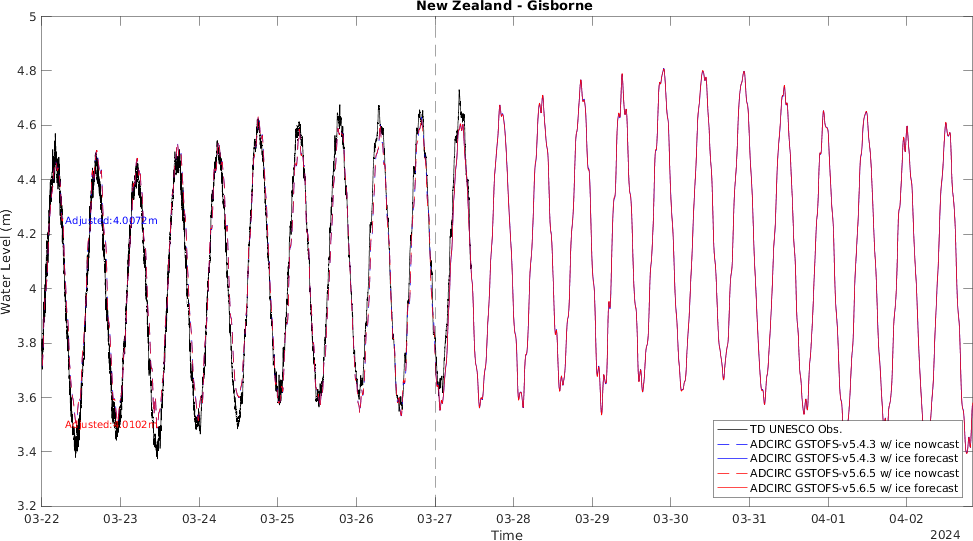 New Zealand - Gisborne
Water Level (m)
5
4.8
4.6
4.4
4.2
4
3.8
3.6
3.4
3.2
Adjusted:4.0072m
Adjusted:4.0102m
TD UNESCO Obs.
ADCIRC GSTOFS-v5.4.3 w/ ice nowcast
ADCIRC GSTOFS-v5.4.3 w/ ice forecast
ADCIRC GSTOFS-v5.6.5 w/ ice nowcast
ADCIRC GSTOFS-v5.6.5 w/ ice forecast
03-22 03-23 03-24 03-25 03-26 03-27 03-28 03-29 03-30 03-31 04-01 04-02
Time
2024